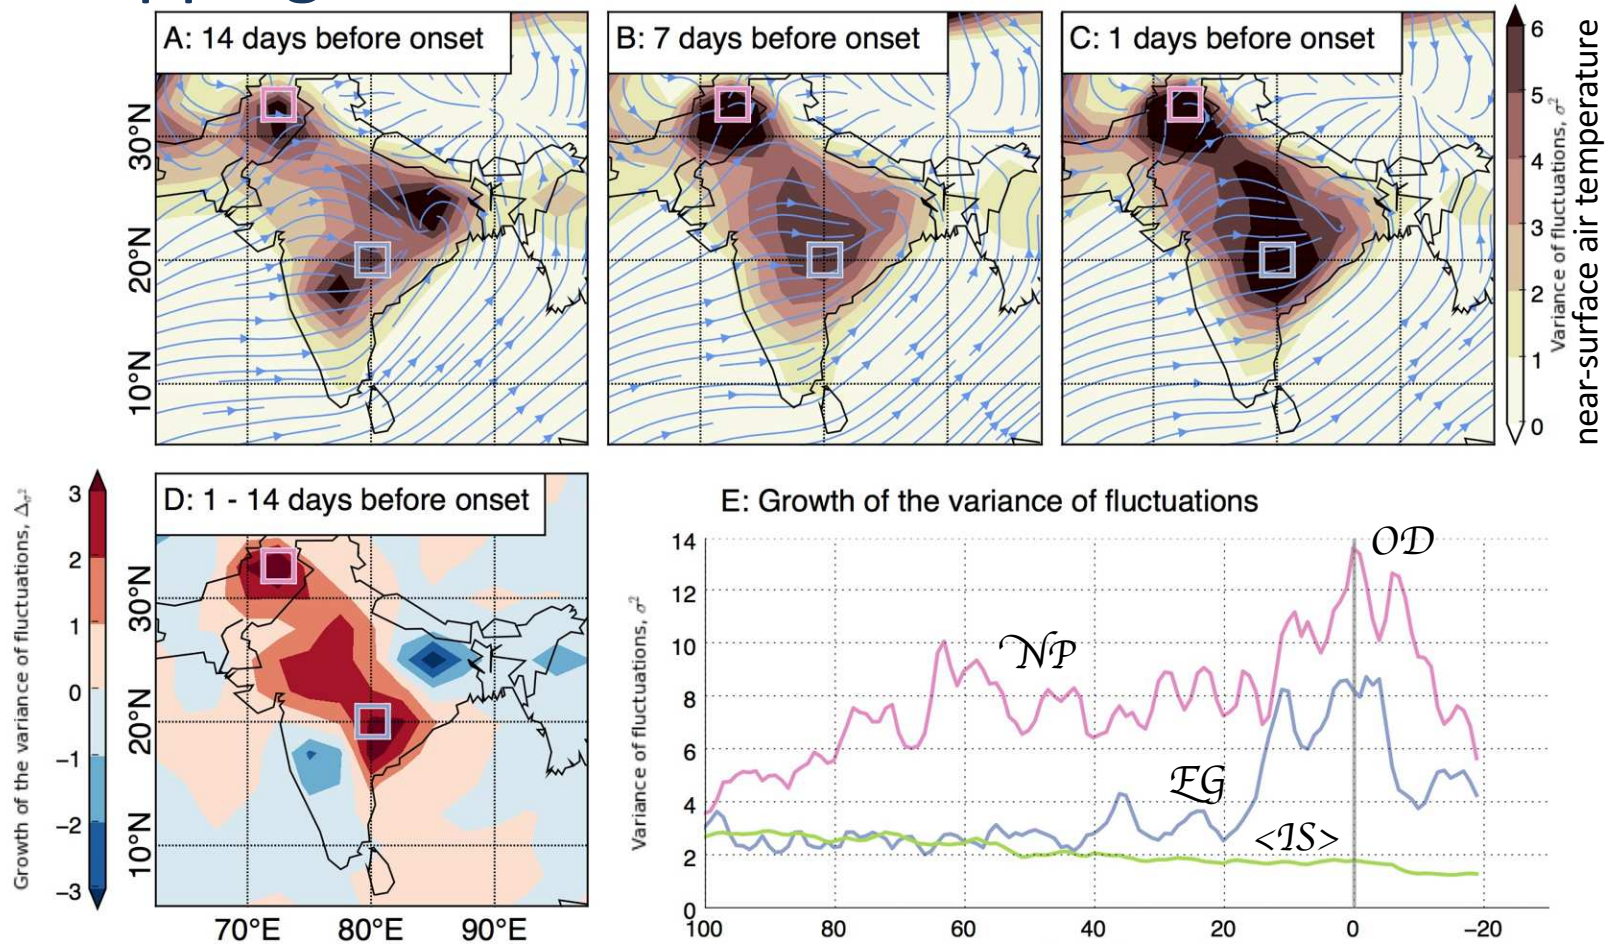 A: 14 days before onset
B: 7 days before onset
C: 1 days before onset
30°N
20°N
10°N
6
5
4
3
2
1
0
Variance of fluctuations, σ²
near-surface air temperature
D: 1 - 14 days before onset
Growth of the variance of fluctuations, Δσ²
3
2
1
0
−1
−2
−3
30°N
20°N
10°N
70°E 80°E 90°E
E: Growth of the variance of fluctuations
Variance of fluctuations, σ²
14
12
10
8
6
4
2
0
OD
NP
EG
<IS>
100 80 60 40 20 0 −20